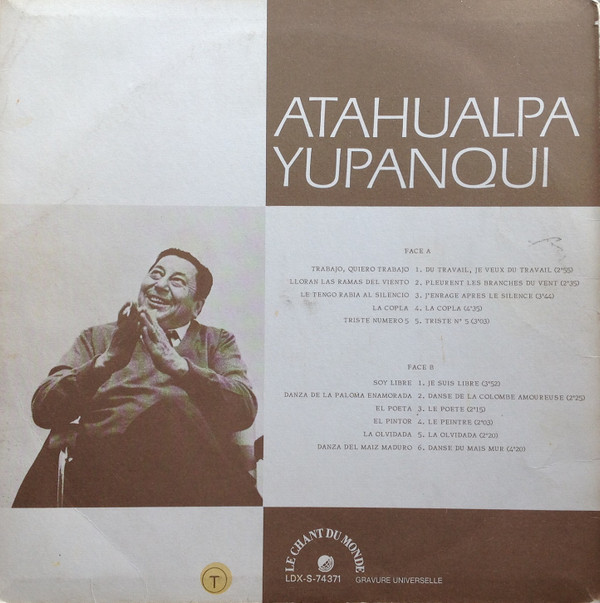 ATAHUALPA
YUPANQUI
FACE A
TRABAJO, QUIERO TRABAJO 1. DU TRAVAIL, JE VEUX DU TRAVAIL (2"55)
LLORAN LAS RAMAS DEL VIENTO 2. PLEURENT LES BRANCHES DU VENT (2"35)
LE TENGO RABIA AL SILENCIO 3. J'ENRAGE APRES LE SILENCE (3"44)
LA COPLA 4. LA COPLA (4"35)
TRISTE NUMERO 5 5. TRISTE N° 5 (3"03)
FACE B
SOY LIBRE 1. JE SUIS LIBRE (3"52)
DANZA DE LA PALOMA ENAMORADA 2. DANSE DE LA COLOMBE AMOUREUSE (2"25)
EL POETA 3. LE POETE (2"15)
EL PINTOR 4. LE PEINTRE (2"03)
LA OLVIDADA 5. LA OLVIDADA (2"20)
DANZA DEL MAIZ MADURO 6. DANSE DU MAIS MUR (4"20)
LE CHANT DU MONDE
LDX-S-74371 GRAVURE UNIVERSELLE
T